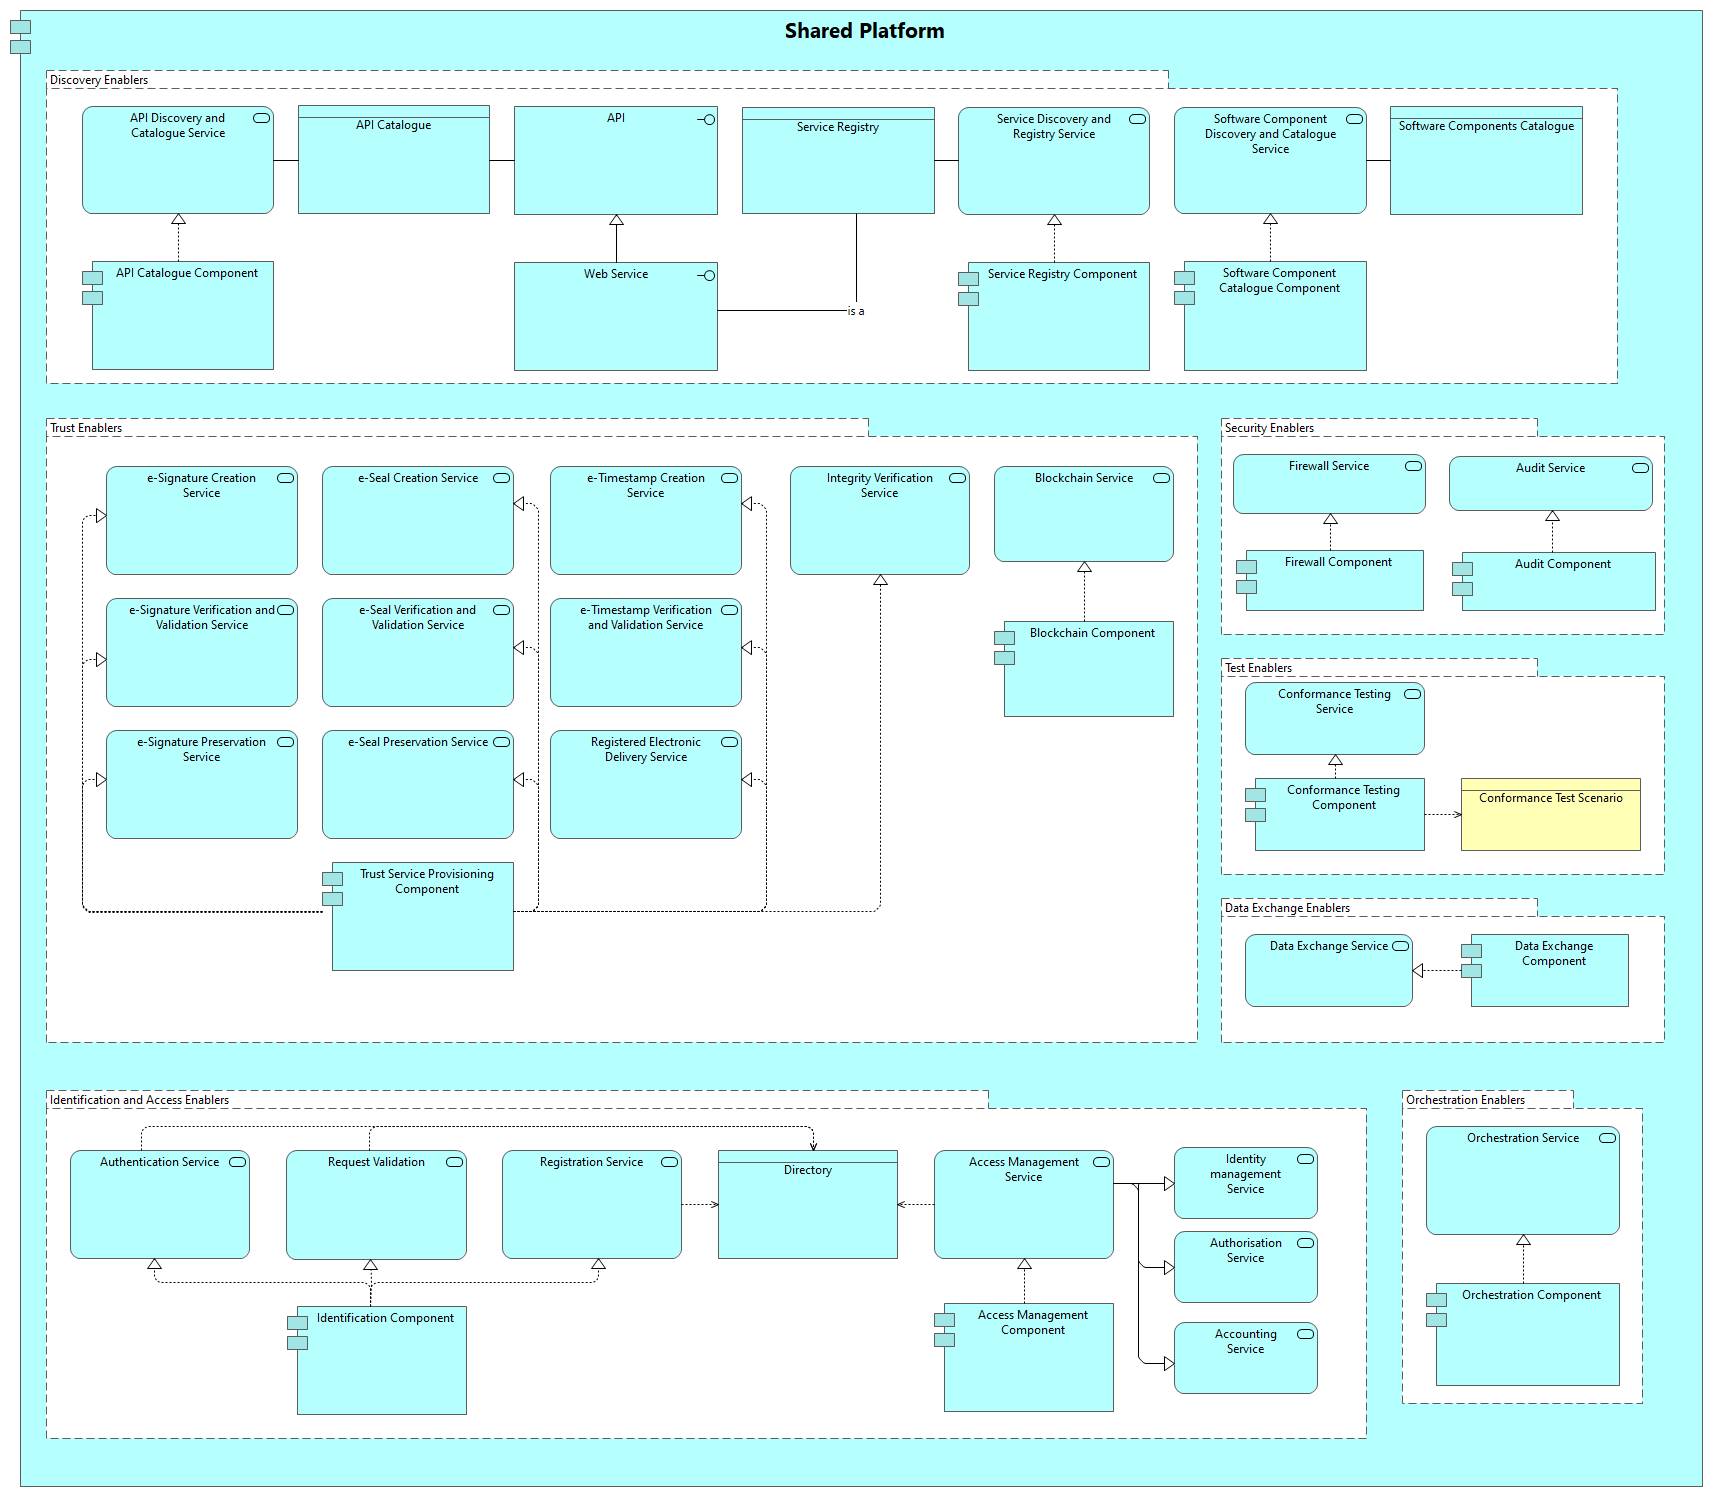 Shared Platform
Discovery Enablers
API Discovery and
Catalogue Service
API Catalogue
API
Service Registry
Service Discovery and
Registry Service
Software Component
Discovery and Catalogue
Service
Software Components Catalogue
API Catalogue Component
Web Service
Service Registry Component
Software Component
Catalogue Component
is a
Trust Enablers
e-Signature Creation
Service
e-Seal Creation Service
e-Timestamp Creation
Service
Integrity Verification
Service
Blockchain Service
e-Signature Verification and
Validation Service
e-Seal Verification and
Validation Service
e-Timestamp Verification
and Validation Service
Blockchain Component
e-Signature Preservation
Service
e-Seal Preservation Service
Registered Electronic
Delivery Service
Trust Service Provisioning
Component
Security Enablers
Firewall Service
Audit Service
Firewall Component
Audit Component
Test Enablers
Conformance Testing
Service
Conformance Testing
Component
Conformance Test Scenario
Data Exchange Enablers
Data Exchange Service
Data Exchange
Component
Identification and Access Enablers
Authentication Service
Request Validation
Registration Service
Directory
Access Management
Service
Identity
management
Service
Authorisation
Service
Accounting
Service
Identification Component
Access Management
Component
Orchestration Enablers
Orchestration Service
Orchestration Component